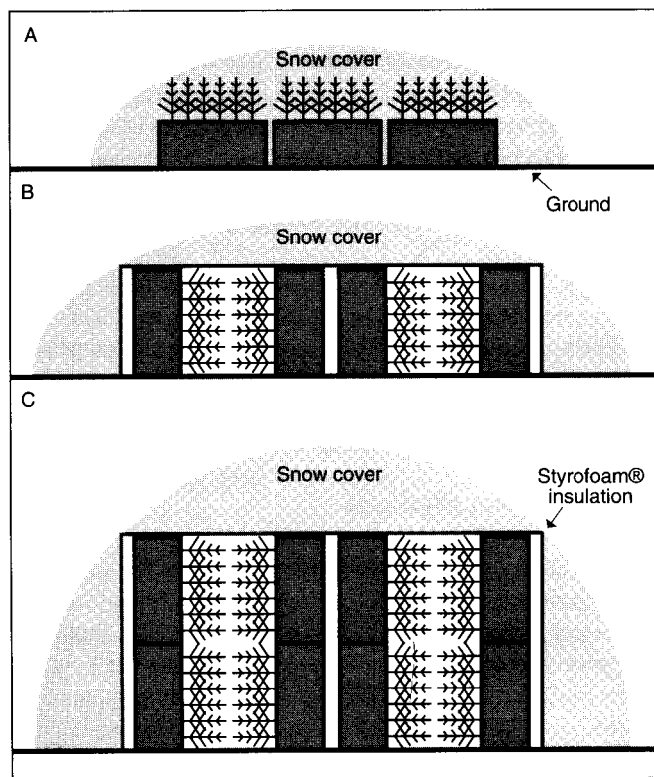 A
Snow cover
Ground
B
Snow cover
C
Snow cover
Styrofoam®
insulation